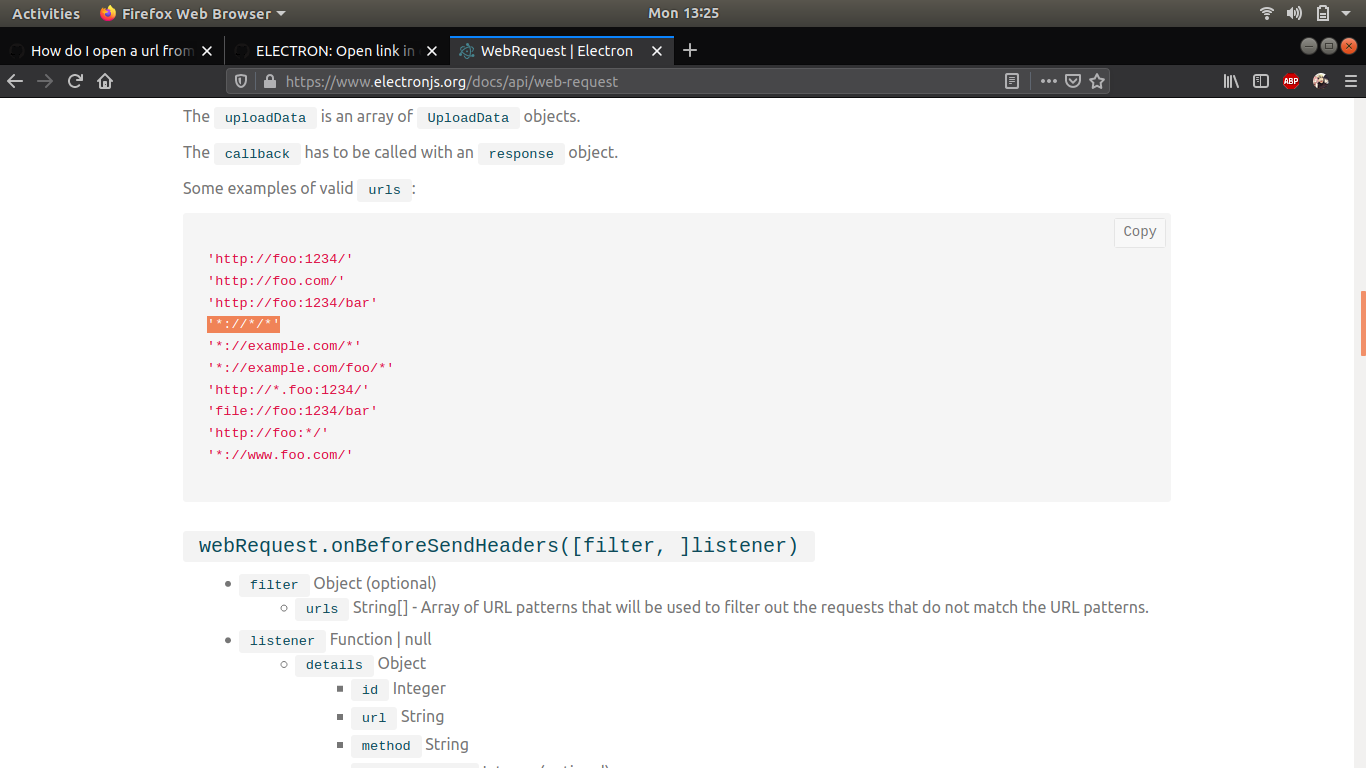 Activities Firefox Web Browser Mon 13:25
How do I open a url from ELECTRON: Open link in WebRequest | Electron
https://www.electronjs.org/docs/api/web-request ABP
The uploadData is an array of UploadData objects.
The callback has to be called with an response object.
Some examples of valid urls :
Copy
'http://foo:1234/'
'http://foo.com/'
'http://foo:1234/bar'
'*://*/*'
'*://example.com/*'
'*://example.com/foo/*'
'http://*.foo:1234/'
'file://foo:1234/bar'
'http://foo:*/'
'*://www.foo.com/'
webRequest.onBeforeSendHeaders([filter, ]listener)
filter Object (optional)
urls String[] - Array of URL patterns that will be used to filter out the requests that do not match the URL patterns.
listener Function | null
details Object
id Integer
url String
method String